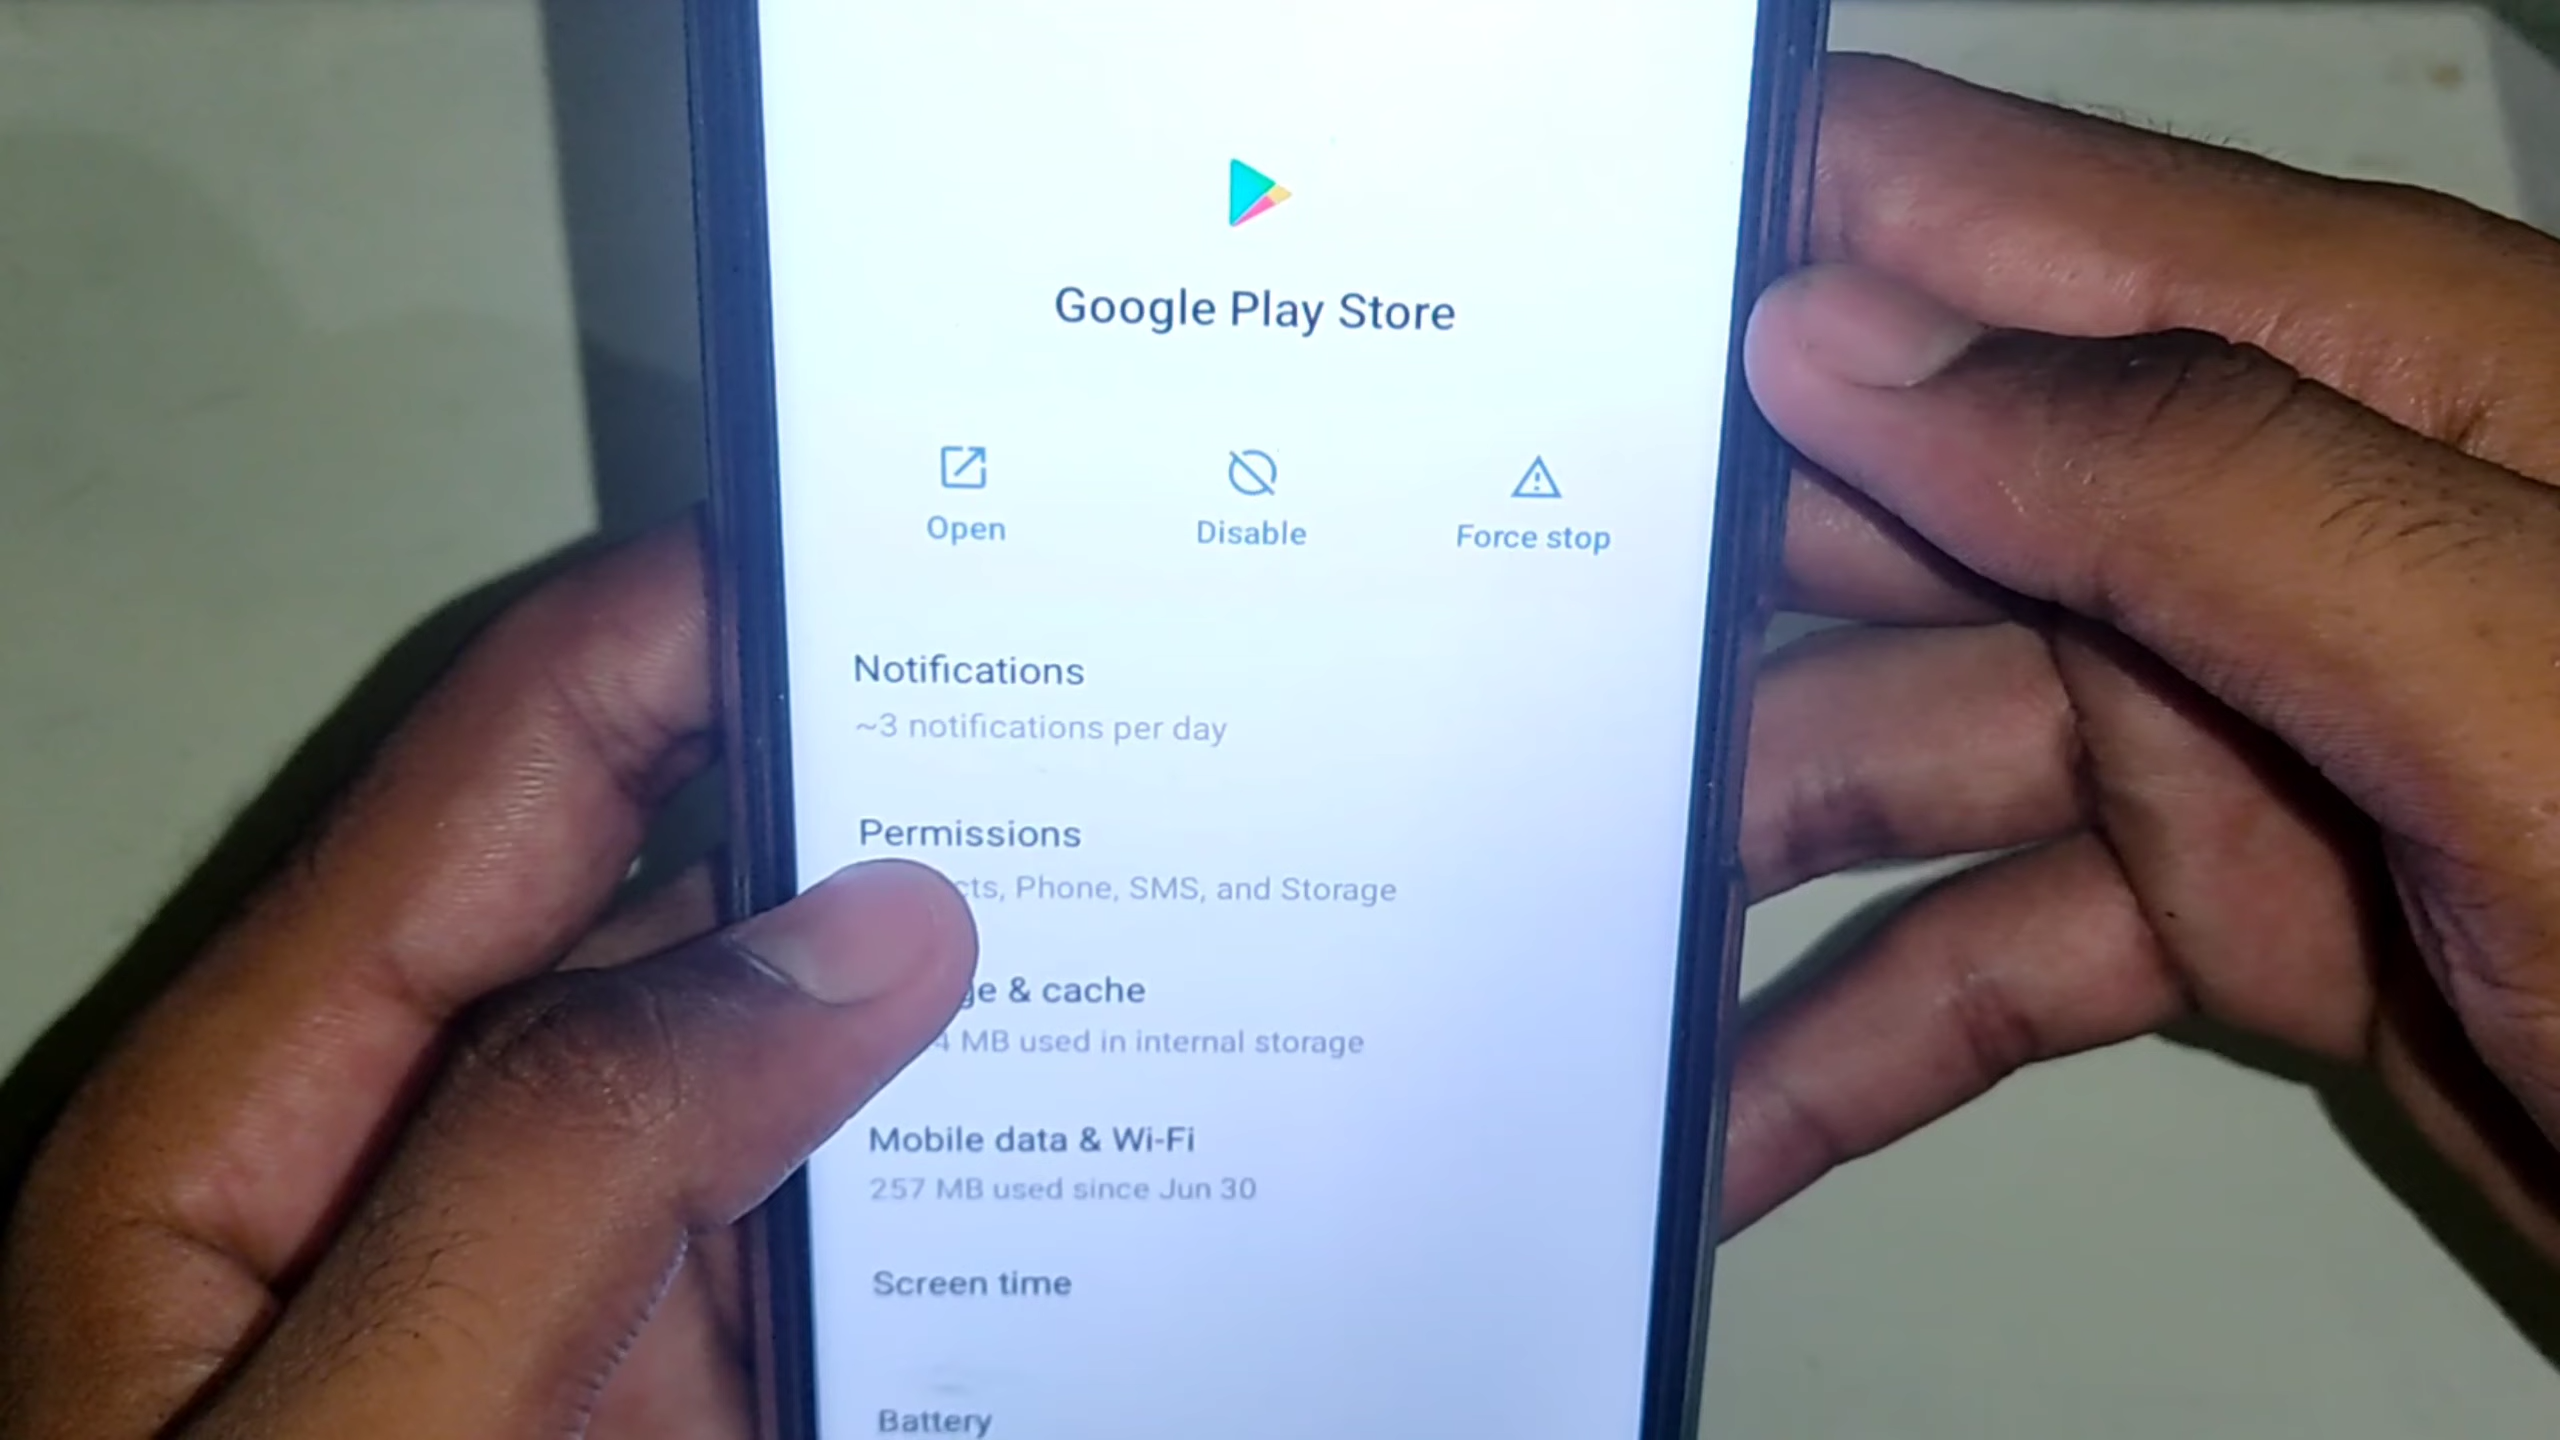 Google Play Store
Open Disable Force stop
Notifications
~3 notifications per day
Permissions
Phone, SMS, and Storage
& cache
MB used in internal storage
Mobile data & Wi-Fi
257 MB used since Jun 30
Screen time
Battery